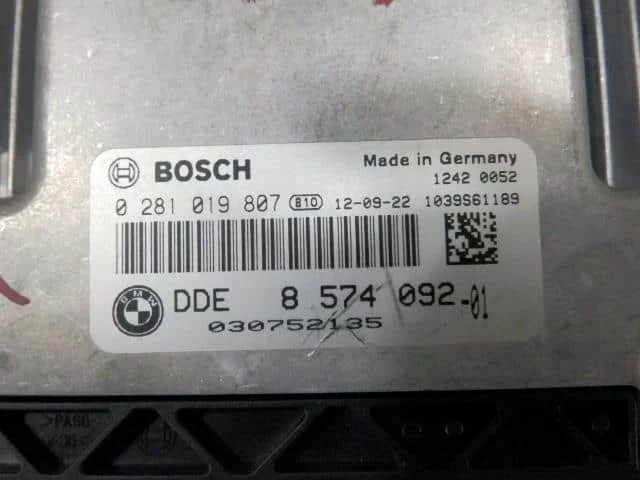 BOSCH Made in Germany
1242 0052
0 281 019 807 B10 12-09-22 1039S61189
BMW DDE 8 574 092-01
030752135